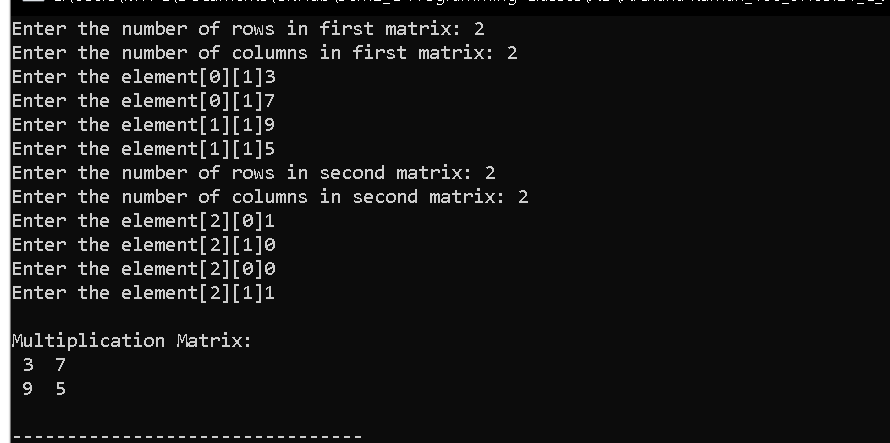 Enter the number of rows in first matrix: 2
Enter the number of columns in first matrix: 2
Enter the element[0][1]3
Enter the element[0][1]7
Enter the element[1][1]9
Enter the element[1][1]5
Enter the number of rows in second matrix: 2
Enter the number of columns in second matrix: 2
Enter the element[2][0]1
Enter the element[2][1]0
Enter the element[2][0]0
Enter the element[2][1]1
Multiplication Matrix:
3 7
9 5
--------------------------------